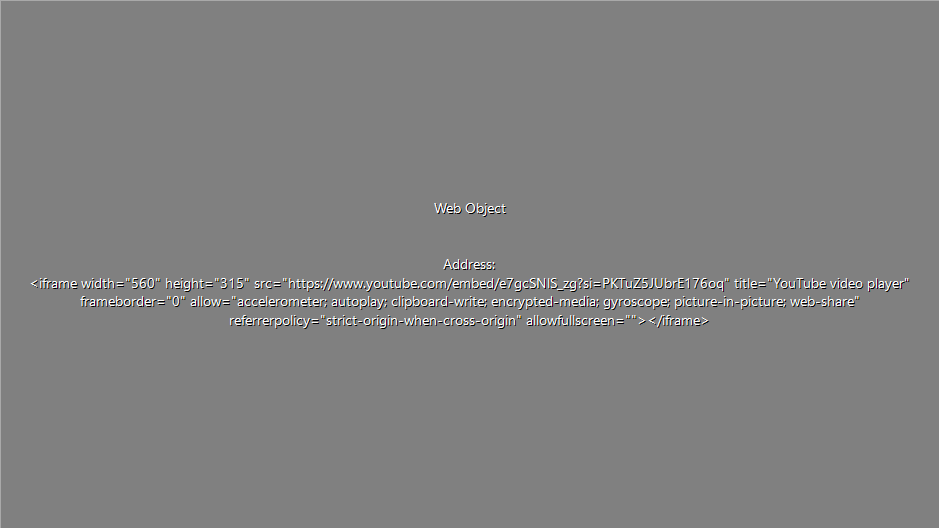 Web Object
Address:
<iframe width="560" height="315" src="https://www.youtube.com/embed/e7gcSNlS_zg?si=PKTuZ5JUbrE176oq" title="YouTube video player"
frameborder="0" allow="accelerometer; autoplay; clipboard-write; encrypted-media; gyroscope; picture-in-picture; web-share"
referrerpolicy="strict-origin-when-cross-origin" allowfullscreen=""></iframe>